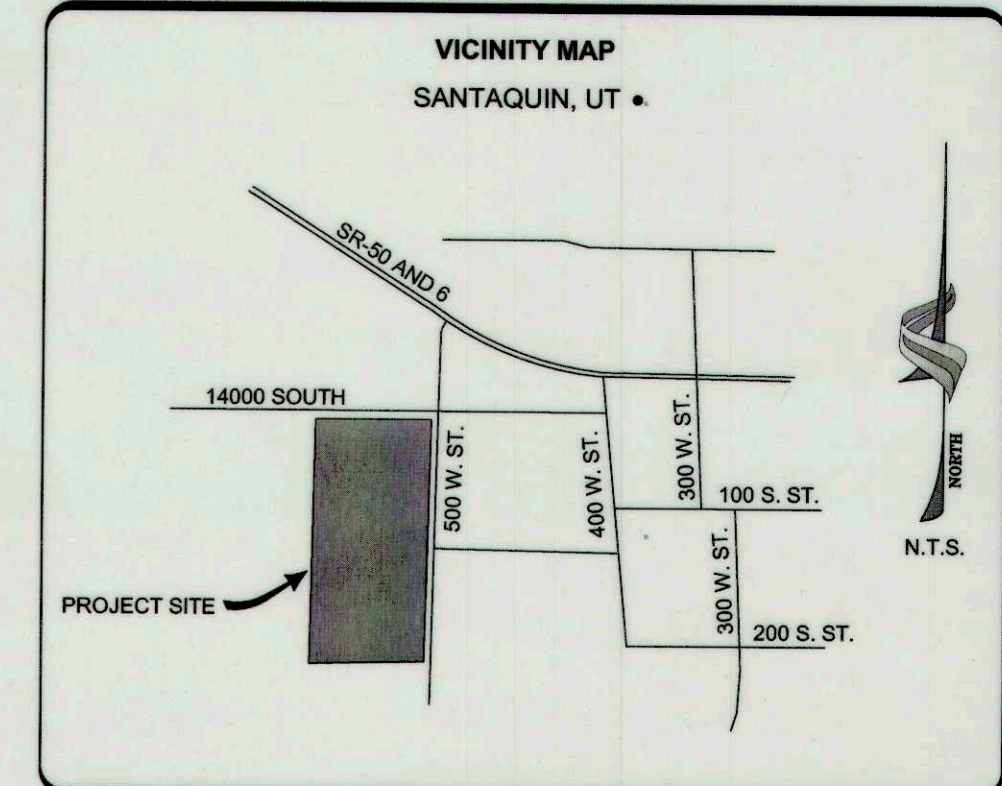 VICINITY MAP
SANTAQUIN, UT
SR-50 AND 6
14000 SOUTH
500 W. ST.
400 W. ST.
300 W. ST.
100 S. ST.
300 W. ST.
200 S. ST.
PROJECT SITE
NORTH
N.T.S.